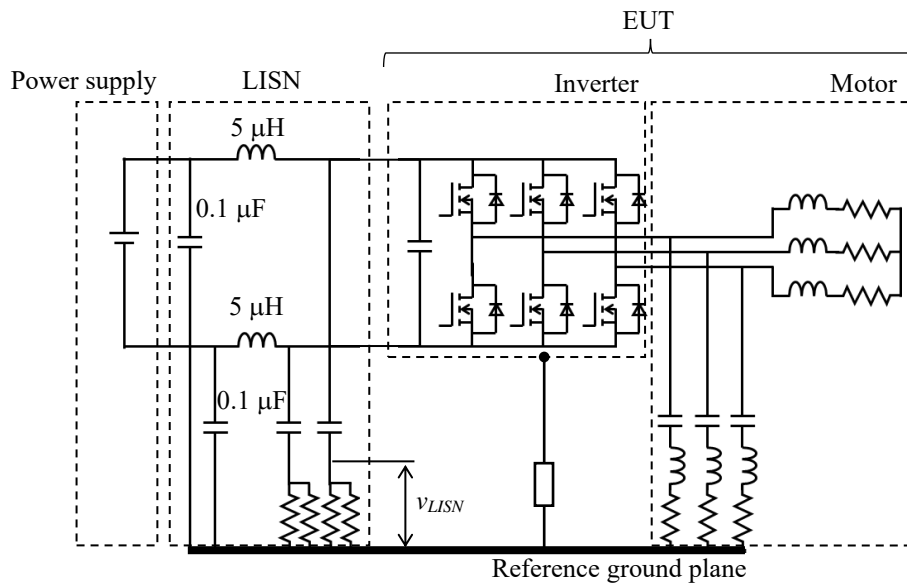 EUT
Power supply
LISN
Inverter
Motor
5 μH
0.1 μF
5 μH
0.1 μF
vLISN
Reference ground plane